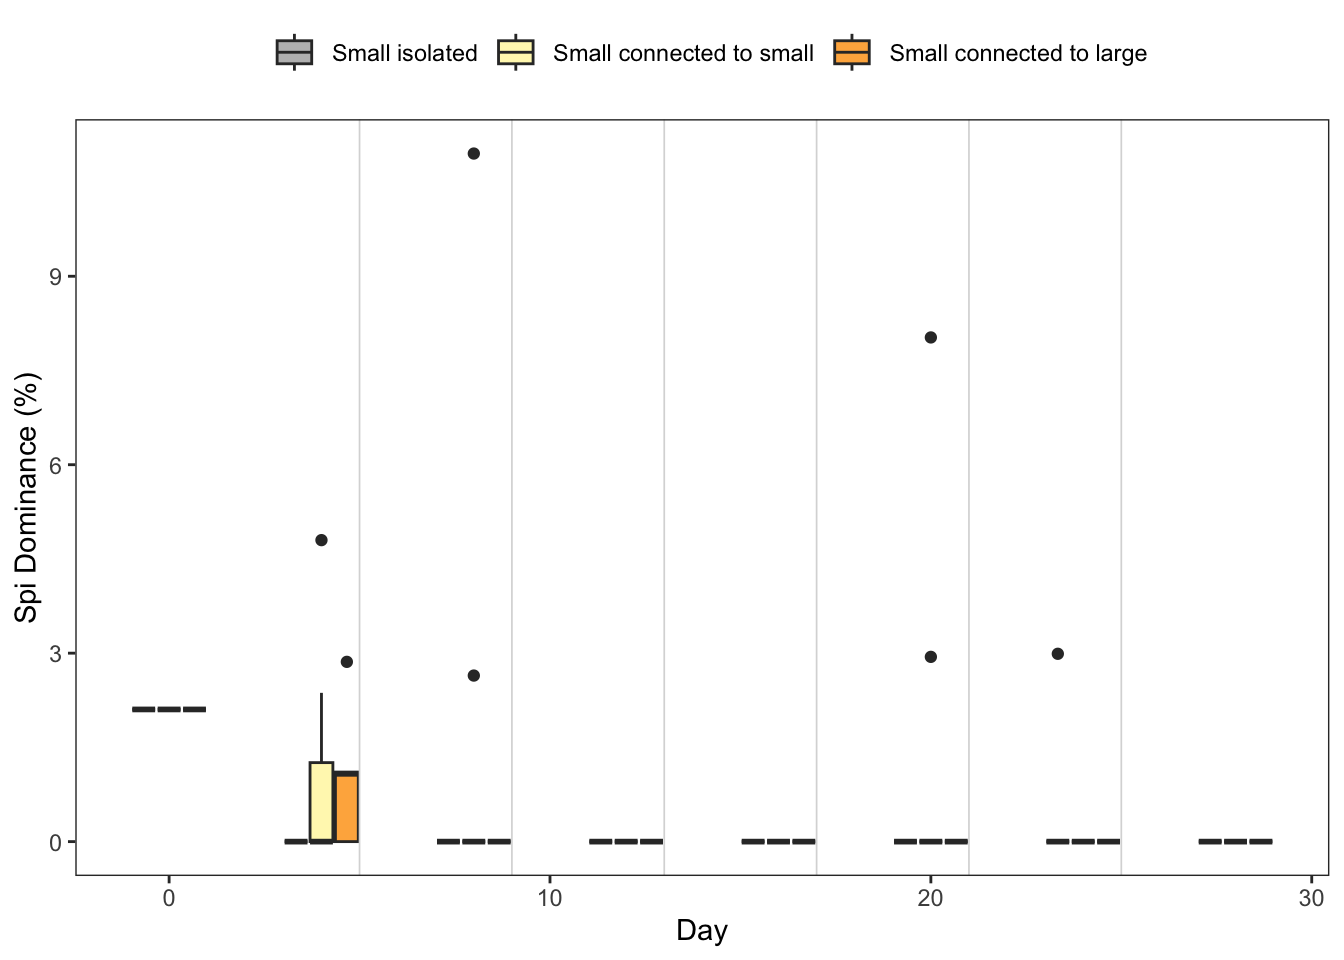 Small isolated Small connected to small Small connected to large
Spi Dominance (%)
9
6
3
0
0 10 20 30
Day